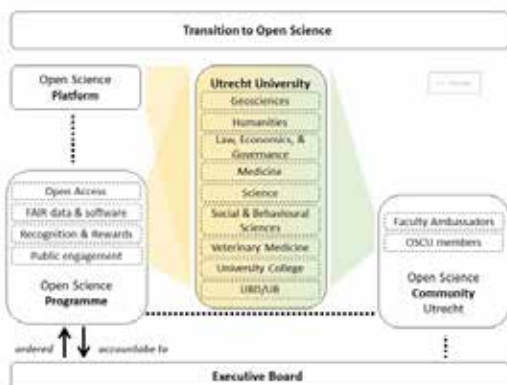 Transition to Open Science
Open Science
Platform
Open Access
FAIR data & software
Recognition & Rewards
Public engagement
Open Science
Programme
ordered
accountabe to
Utrecht University
Geosciences
Humanities
Law, Economics, &
Governance
Medicine
Science
Social & Behavioural
Sciences
Veterinary Medicine
University College
UBD/UB
Faculty Ambassadors
OSCU members
Open Science
Community
Utrecht
Executive Board